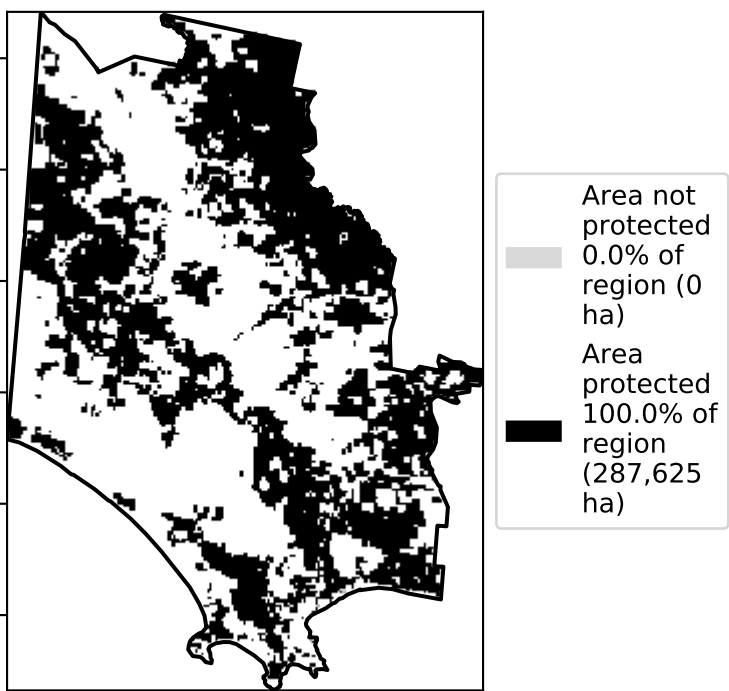 Area not
protected
0.0% of
region (0
ha)
Area
protected
100.0% of
region
(287,625
ha)